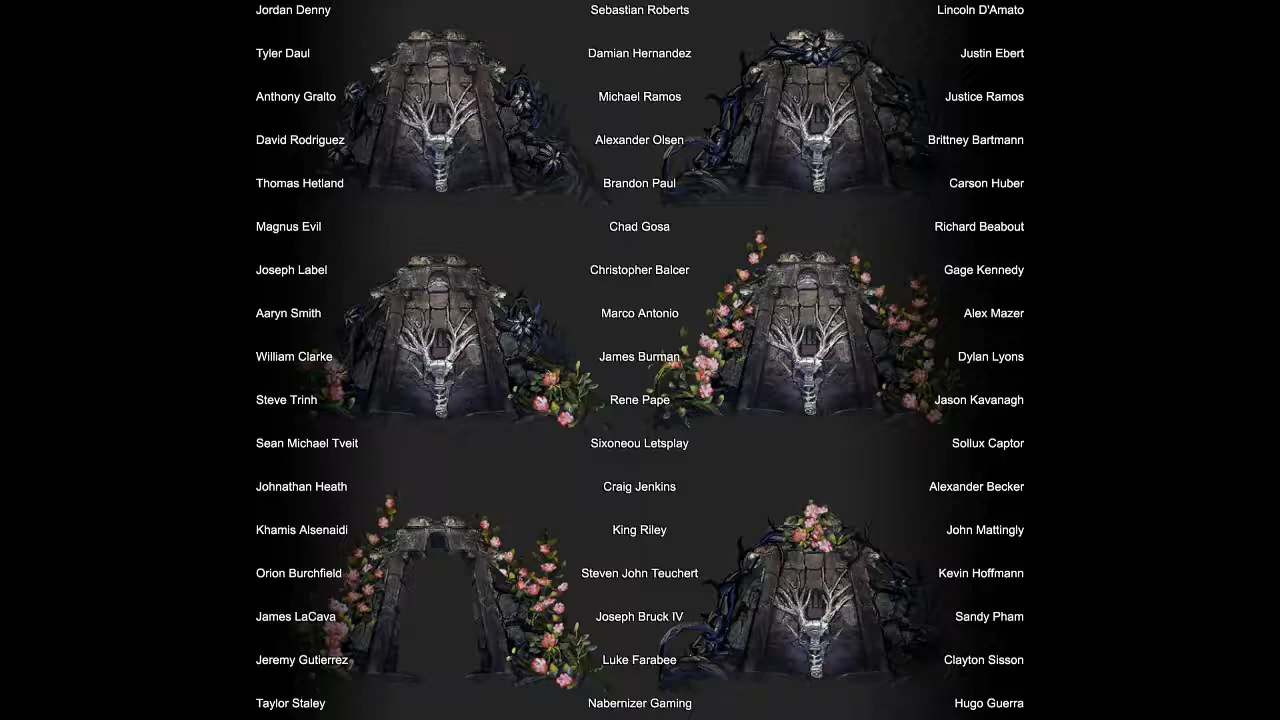 Jordan Denny Sebastian Roberts Lincoln D'Amato
Tyler Daul Damian Hernandez Justin Ebert
Anthony Gralto Michael Ramos Justice Ramos
David Rodriguez Alexander Olsen Brittney Bartmann
Thomas Hetland Brandon Paul Carson Huber
Magnus Evil Chad Gosa Richard Beabout
Joseph Label Christopher Balcer Gage Kennedy
Aaryn Smith Marco Antonio Alex Mazer
William Clarke James Burman Dylan Lyons
Steve Trinh Rene Pape Jason Kavanagh
Sean Michael Tveit Sixoneou Letsplay Sollux Captor
Johnathan Heath Craig Jenkins Alexander Becker
Khamis Alsenaidi King Riley John Mattingly
Orion Burchfield Steven John Teuchert Kevin Hoffmann
James LaCava Joseph Bruck IV Sandy Pham
Jeremy Gutierrez Luke Farabee Clayton Sisson
Taylor Staley Nabernizer Gaming Hugo Guerra